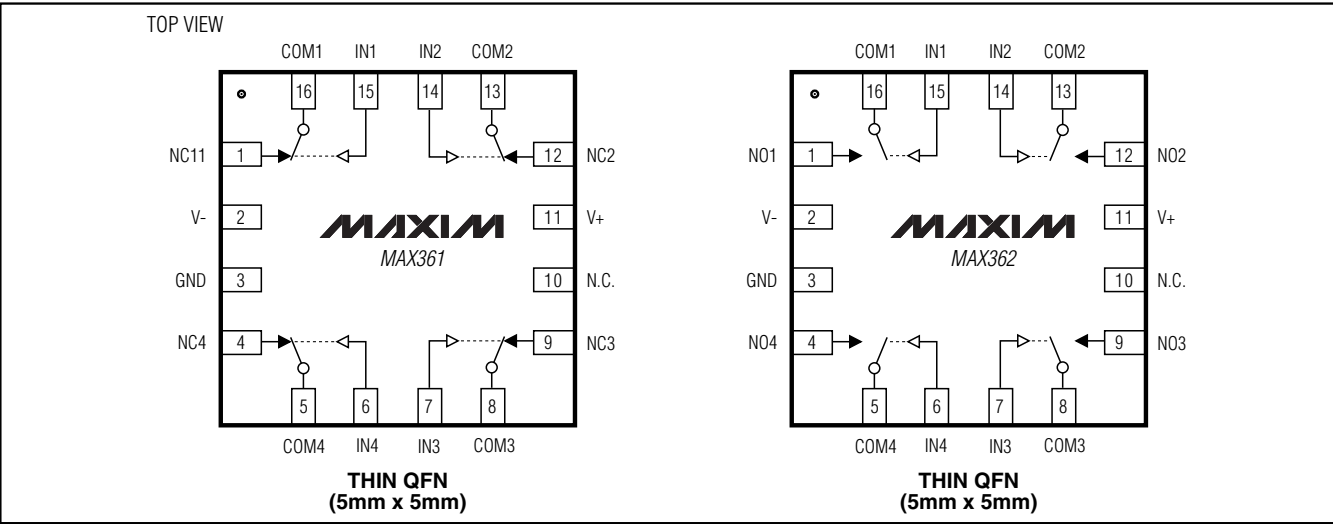 TOP VIEW
COM1 IN1 IN2 COM2
16 15 14 13
NC11 1 12 NC2
V- 2 11 V+
MAXIM
MAX361
GND 3 10 N.C.
NC4 4 9 NC3
5 6 7 8
COM4 IN4 IN3 COM3
THIN QFN
(5mm x 5mm)
COM1 IN1 IN2 COM2
16 15 14 13
NO1 1 12 NO2
V- 2 11 V+
MAXIM
MAX362
GND 3 10 N.C.
NO4 4 9 NO3
5 6 7 8
COM4 IN4 IN3 COM3
THIN QFN
(5mm x 5mm)